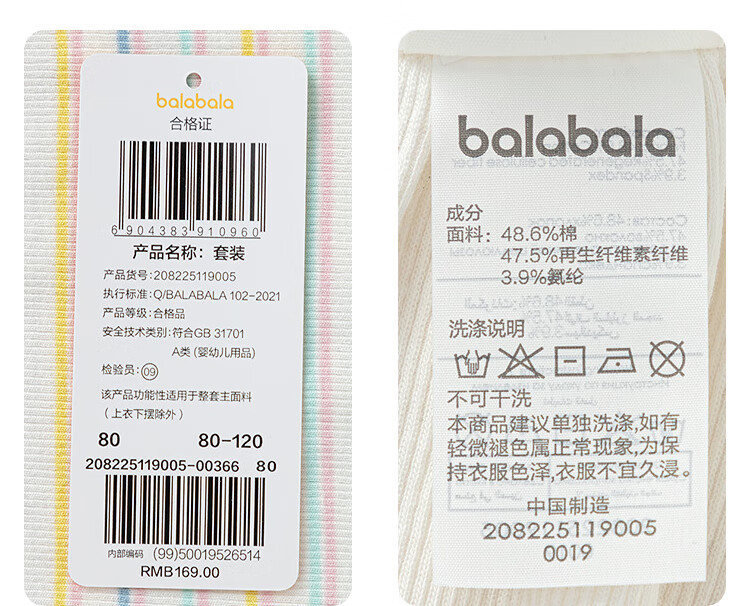 balabala
合格证
6 904383 910960
产品名称：套装
产品货号：208225119005
执行标准：Q/BALABALA 102-2021
产品等级：合格品
安全技术类别：符合GB 31701
A类 (婴幼儿用品)
检验员：09
该产品功能性适用于整套主面料
（上衣下摆除外）
80 80-120
208225119005-00366 80
内部编码 (99)50019526514
RMB169.00
balabala
成分
面料：48.6%棉
47.5%再生纤维素纤维
3.9%氨纶
洗涤说明
不可干洗
本商品建议单独洗涤,如有
轻微褪色属正常现象,为保
持衣服色泽,衣服不宜久浸。
中国制造
208225119005
0019